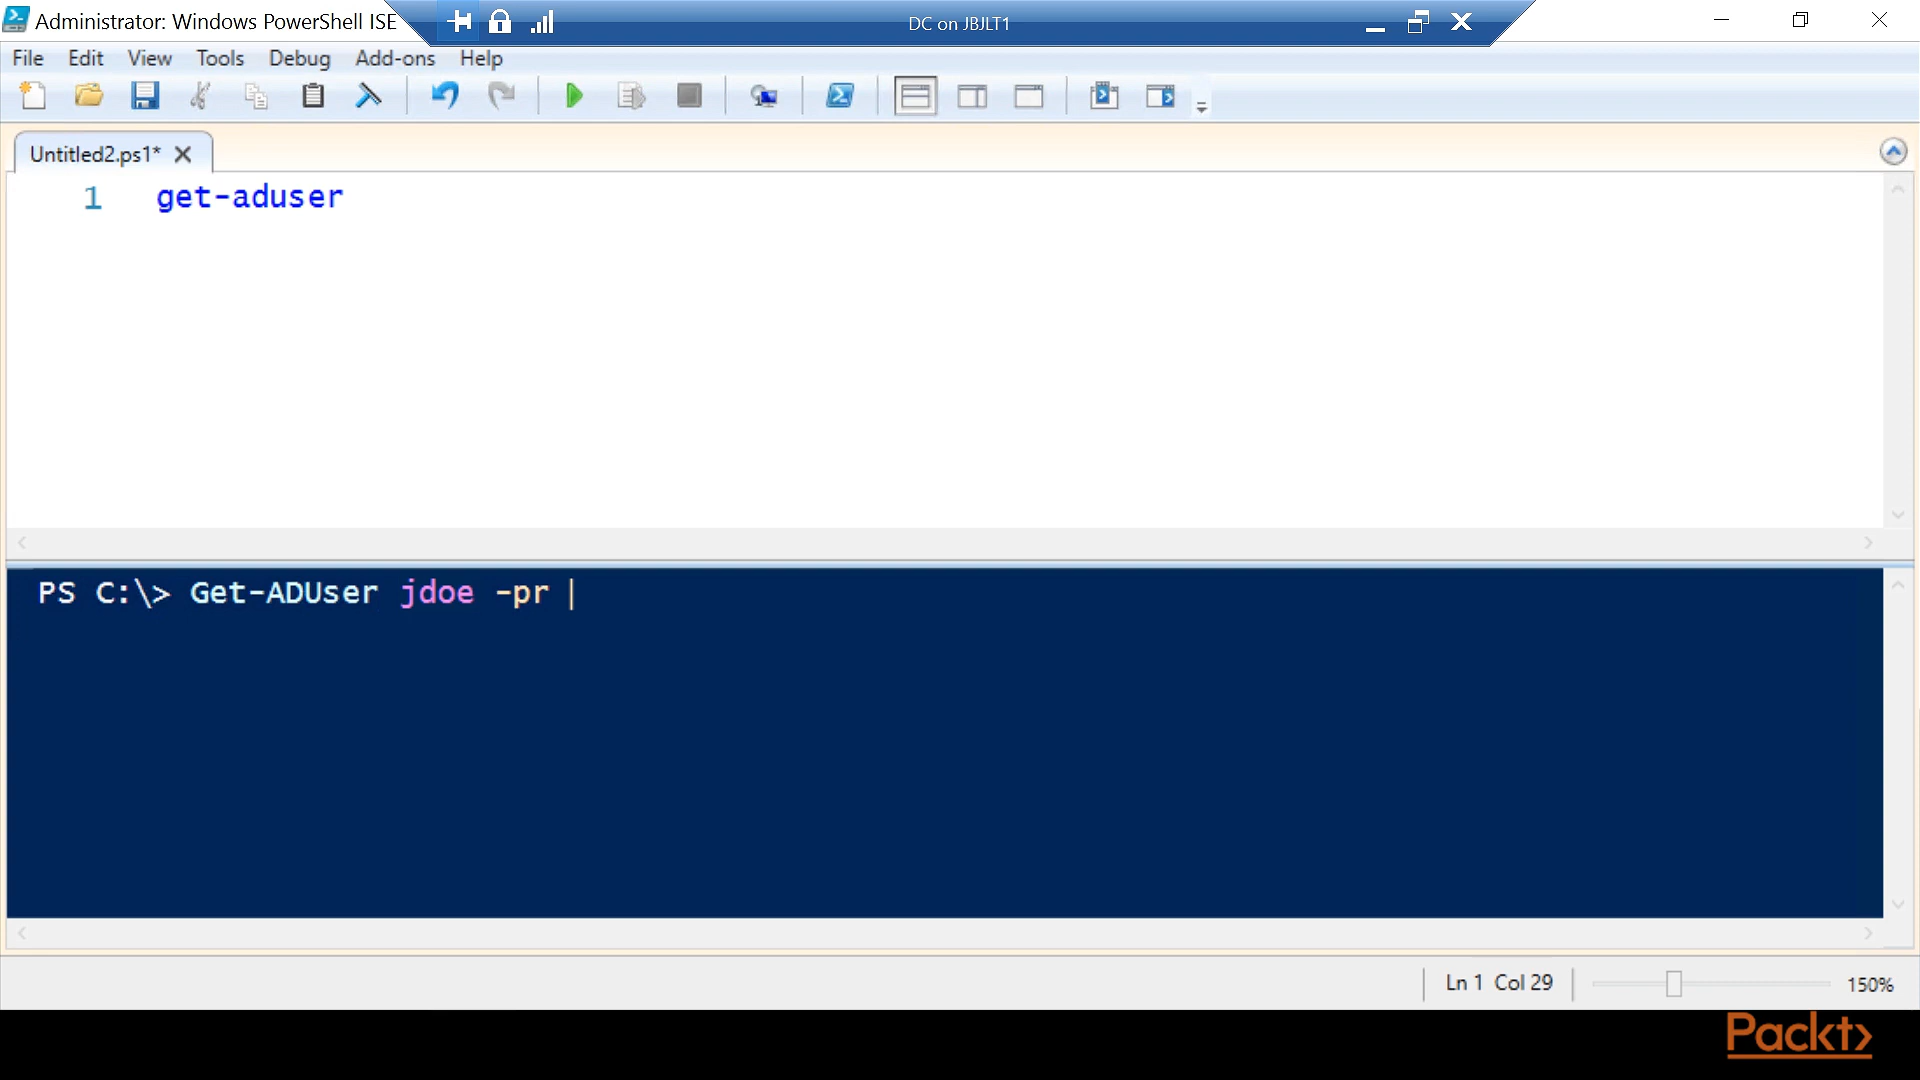 Administrator: Windows PowerShell ISE
DC on JBJLT1
File Edit View Tools Debug Add-ons Help
Untitled2.ps1*
1 get-aduser
PS C:\> Get-ADUser jdoe -pr
Ln 1 Col 29
150%
Packt>